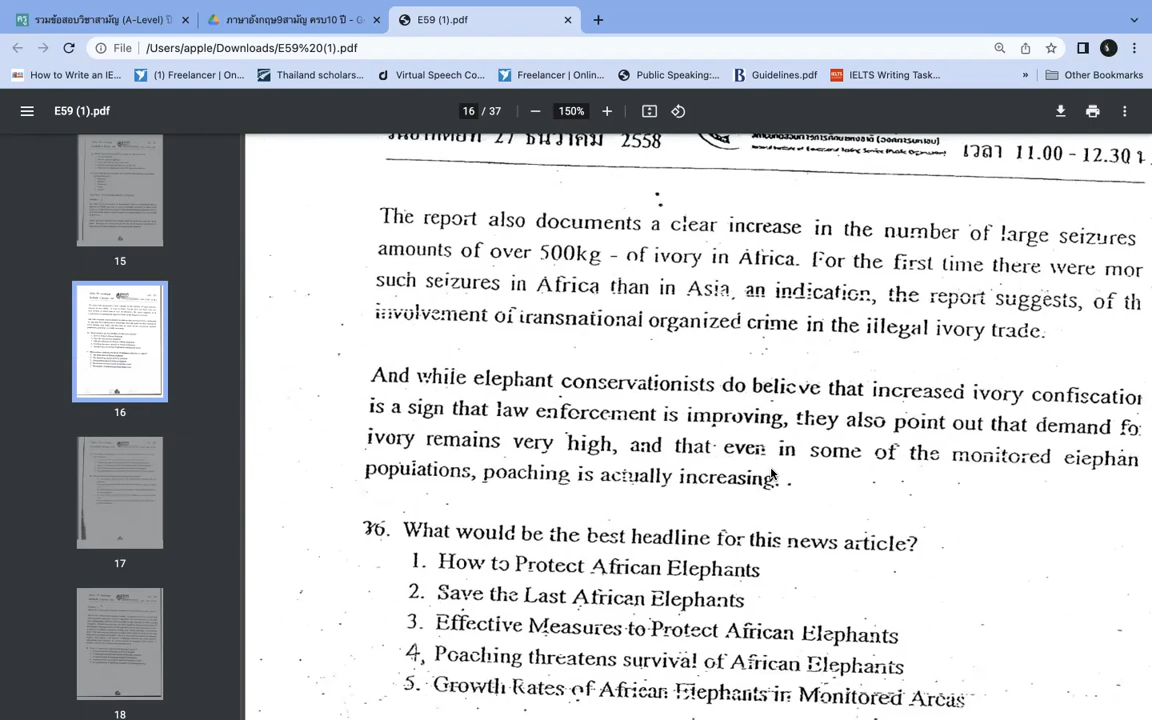 รวมข้อสอบวิชาสามัญ (A-Level) ปี
ภาษาอังกฤษ9สามัญ ครบ10 ปี - G
E59 (1).pdf
File
/Users/apple/Downloads/E59%20(1).pdf
How to Write an IE...
(1) Freelancer | On...
Thailand scholars...
Virtual Speech Co...
Freelancer | Onlin...
Public Speaking:...
Guidelines.pdf
IELTS Writing Task...
»
Other Bookmarks
E59 (1).pdf
16 / 37
150%
15
16
17
18
27 ธันวาคม 2558
เวลา 11.00 - 12.30 น
The report also documents a clear increase in the number of large seizures
amounts of over 500kg - of ivory in Africa. For the first time there were mor
such seizures in Africa than in Asia, an indication, the report suggests, of th
involvement of transnational organized crime in the illegal ivory trade.
And while elephant conservationists do believe that increased ivory confiscation
is a sign that law enforcement is improving, they also point out that demand fo
ivory remains very high, and that even in some of the monitored elephan
populations, poaching is actually increasing.
36. What would be the best headline for this news article?
1. How to Protect African Elephants
2. Save the Last African Elephants
3. Effective Measures to Protect African Elephants
4, Poaching threatens survival of African Elephants
5. Growth Rates of African Elephants in Monitored Areas